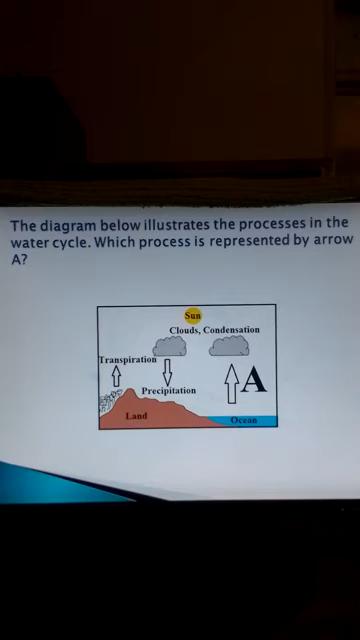 The diagram below illustrates the processes in the
water cycle. Which process is represented by arrow
A?
Sun
Clouds, Condensation
Transpiration
Precipitation
A
Land
Ocean